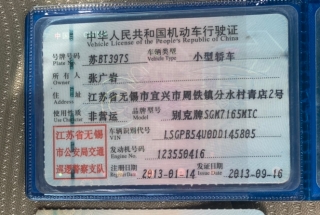 中华人民共和国机动车行驶证
Vehicle License of the People's Republic of China
号牌号码 苏BT397S 车辆类型 小型轿车
Plate No. Vehicle Type
所有人 张广岩
Owner
住址 江苏省无锡市宜兴市周铁镇分水村青店2号
Address
使用性质 非营运 品牌型号 别克牌SGM7165MTC
Use Character Model
江苏省无锡
市公安局交通
巡逻警察支队
车辆识别代号 LSGPB54U0DD145805
VIN
发动机号码 123550416
Engine No.
注册日期 2013-01-14 发证日期 2013-09-16
Register Date Issue Date